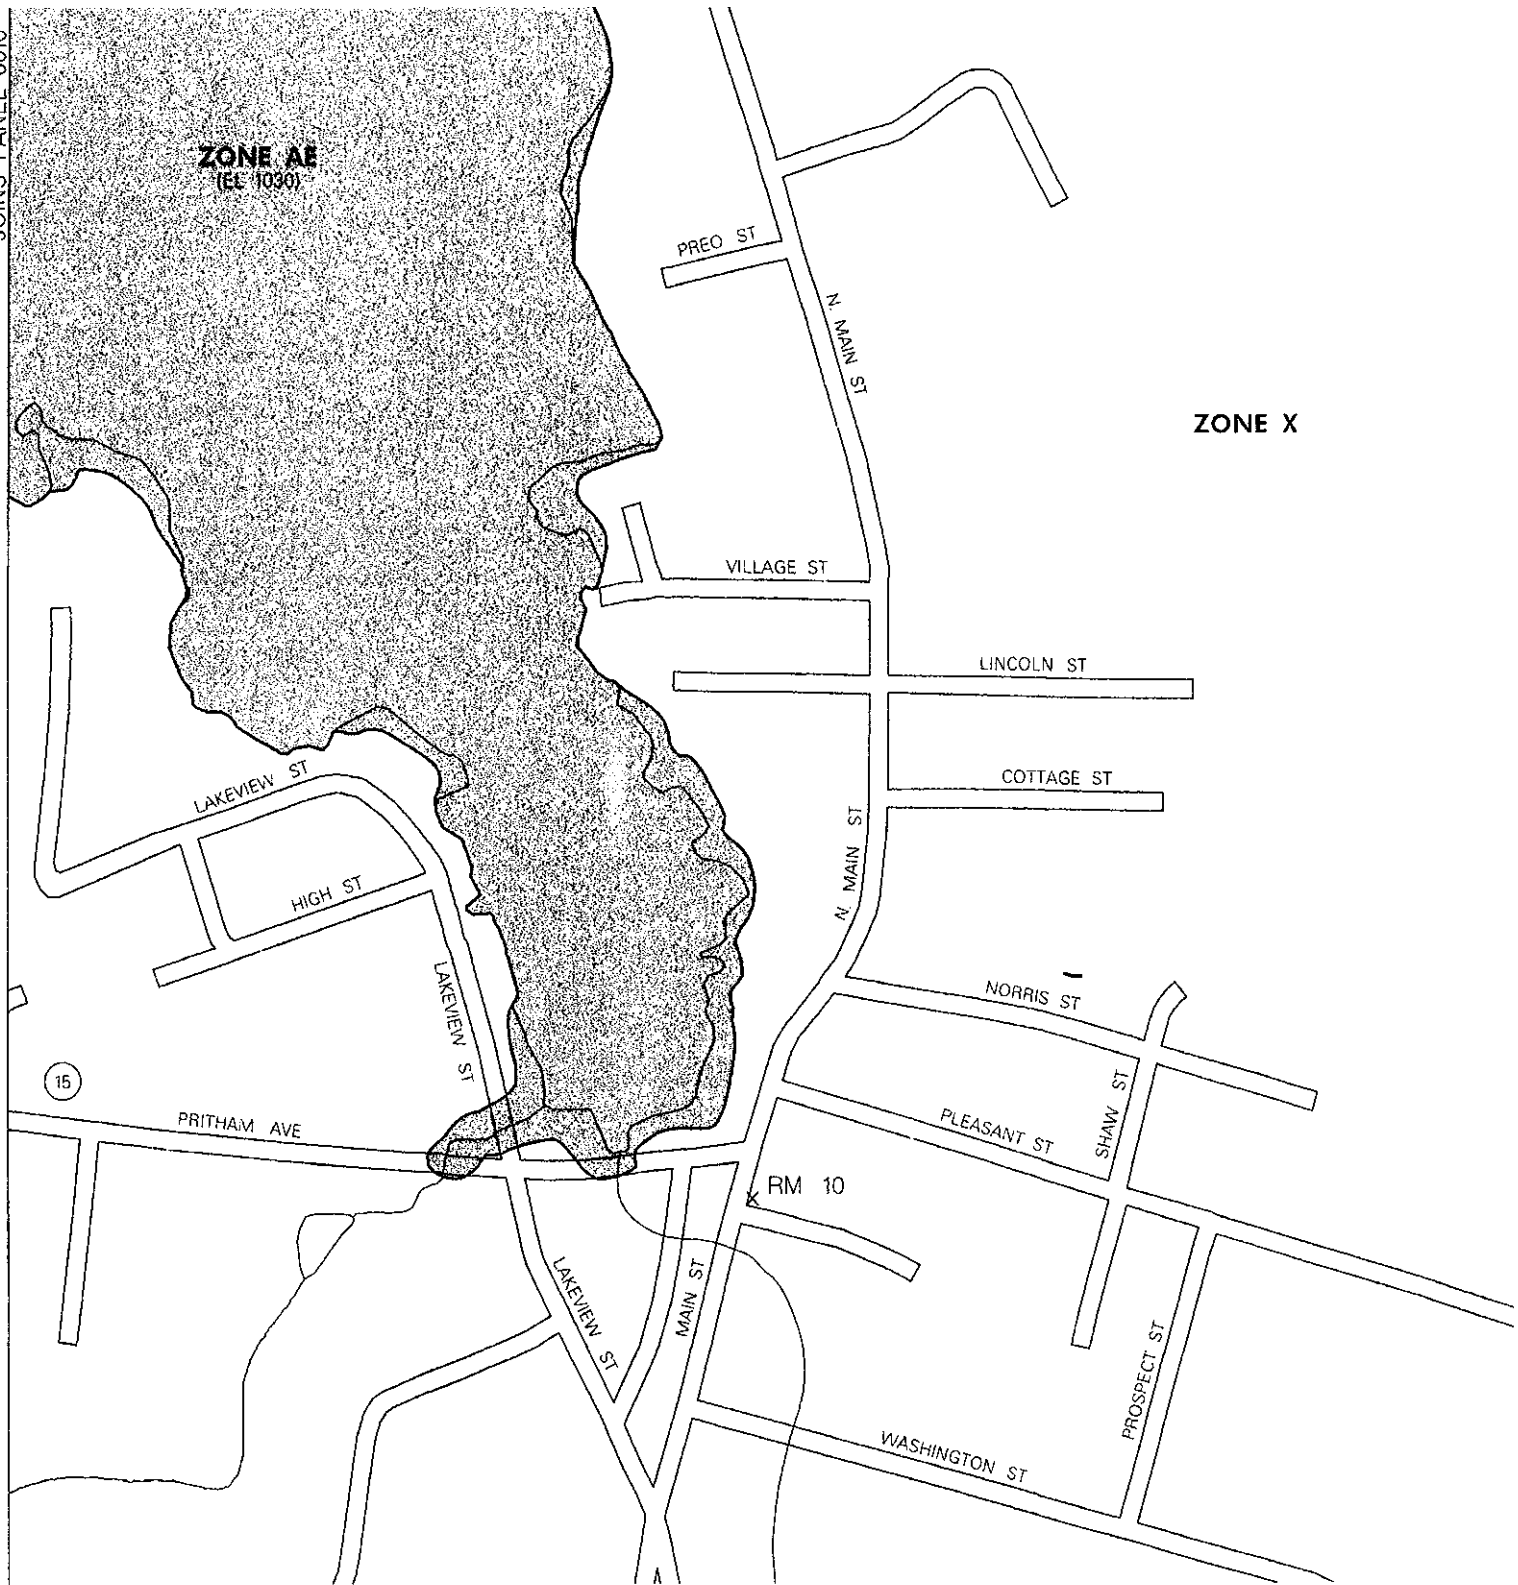 ZONE AE
(EL 1030)
PREO ST
N. MAIN ST
ZONE X
VILLAGE ST
LINCOLN ST
COTTAGE ST
LAKEVIEW ST
N. MAIN ST
HIGH ST
LAKEVIEW ST
NORRIS ST
15
PRITHAM AVE
PLEASANT ST
SHAW ST
RM 10
LAKEVIEW ST
MAIN ST
PROSPECT ST
WASHINGTON ST